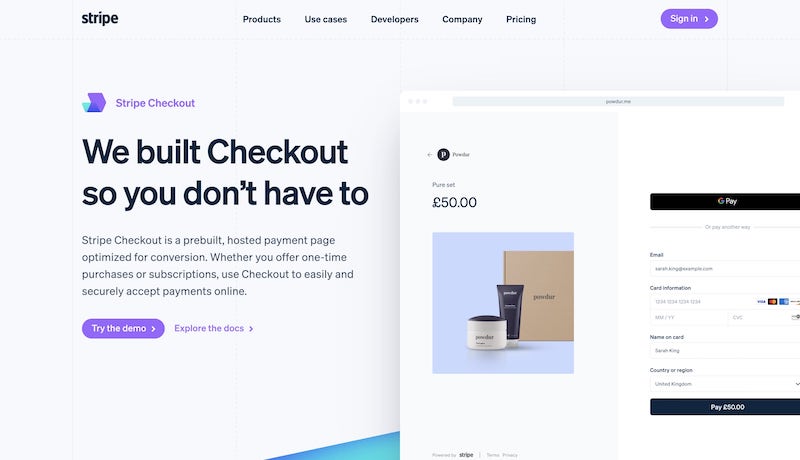 stripe
Products Use cases Developers Company Pricing
Sign in
Stripe Checkout
We built Checkout
so you don’t have to
Stripe Checkout is a prebuilt, hosted payment page
optimized for conversion. Whether you offer one-time
purchases or subscriptions, use Checkout to easily and
securely accept payments online.
Try the demo
Explore the docs
powdur.me
Powdur
Pure set
£50.00
powdur
powdur
powdur
G Pay
Or pay another way
Email
sarah.king@example.com
Card information
1234 1234 1234 1234
VISA
MM / YY
CVC
Name on card
Sarah King
Country or region
United Kingdom
Pay £50.00
Powered by stripe | Terms Privacy